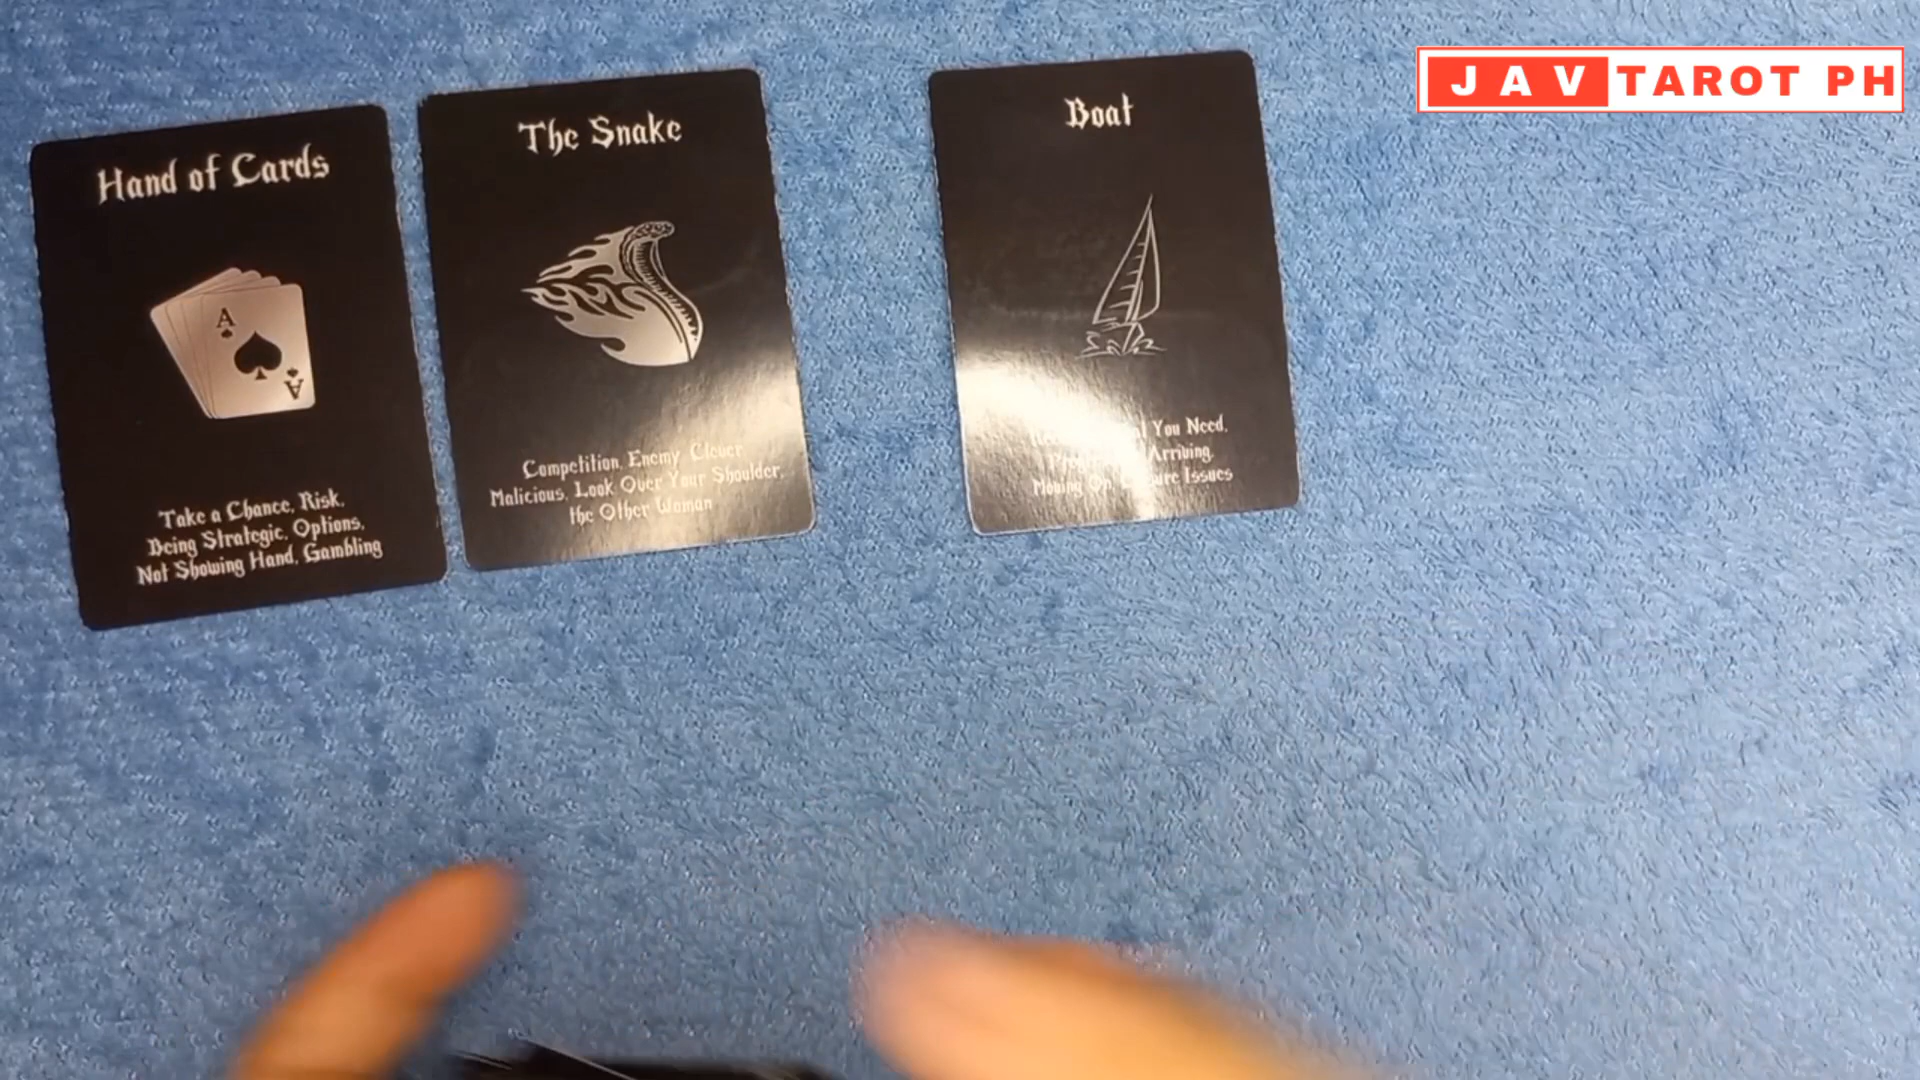 JAV TAROT PH
Hand of Cards
A
A
Take a Chance, Risk,
Being Strategic, Options,
Not Showing Hand, Gambling
The Snake
Competition, Enemy, Clever
Malicious, Look Over Your Shoulder,
the Other Woman
Boat
You Need,
Arriving,
Moving On, Issues